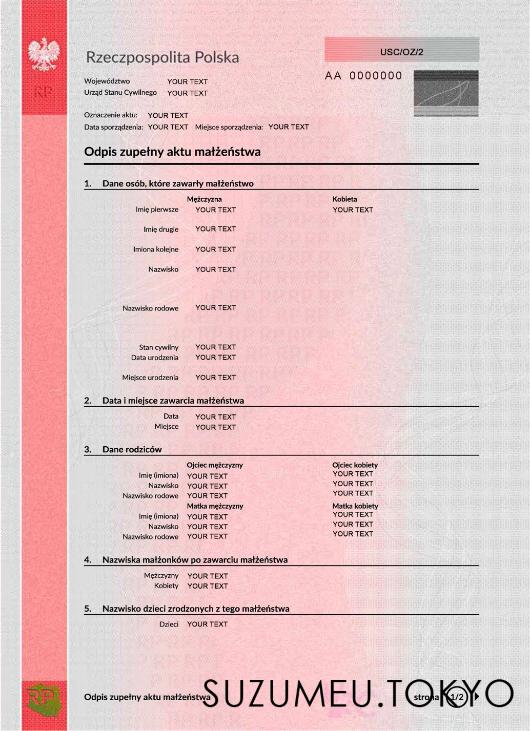 USC/OZ/2
Rzeczpospolita Polska
AA 0000000
RP
Województwo YOUR TEXT
Urząd Stanu Cywilnego YOUR TEXT
Oznaczenie aktu: YOUR TEXT
Data sporządzenia: YOUR TEXT Miejsce sporządzenia: YOUR TEXT
Odpis zupełny aktu małżeństwa
1. Dane osób, które zawarły małżeństwo
Mężczyzna Kobieta
Imię pierwsze YOUR TEXT YOUR TEXT
Imię drugie YOUR TEXT
Imiona kolejne YOUR TEXT
Nazwisko YOUR TEXT
Nazwisko rodowe YOUR TEXT
Stan cywilny YOUR TEXT
Data urodzenia YOUR TEXT
Miejsce urodzenia YOUR TEXT
2. Data i miejsce zawarcia małżeństwa
Data YOUR TEXT
Miejsce YOUR TEXT
3. Dane rodziców
Ojciec mężczyzny Ojciec kobiety
Imię (imiona) YOUR TEXT YOUR TEXT
Nazwisko YOUR TEXT YOUR TEXT
Nazwisko rodowe YOUR TEXT YOUR TEXT
Matka mężczyzny Matka kobiety
Imię (imiona) YOUR TEXT YOUR TEXT
Nazwisko YOUR TEXT YOUR TEXT
Nazwisko rodowe YOUR TEXT YOUR TEXT
4. Nazwiska małżonków po zawarciu małżeństwa
Mężczyzny YOUR TEXT
Kobiety YOUR TEXT
5. Nazwisko dzieci zrodzonych z tego małżeństwa
Dzieci YOUR TEXT
RP
Odpis zupełny aktu małżeństwa strona 1/2
SUZUMEU.TOKYO